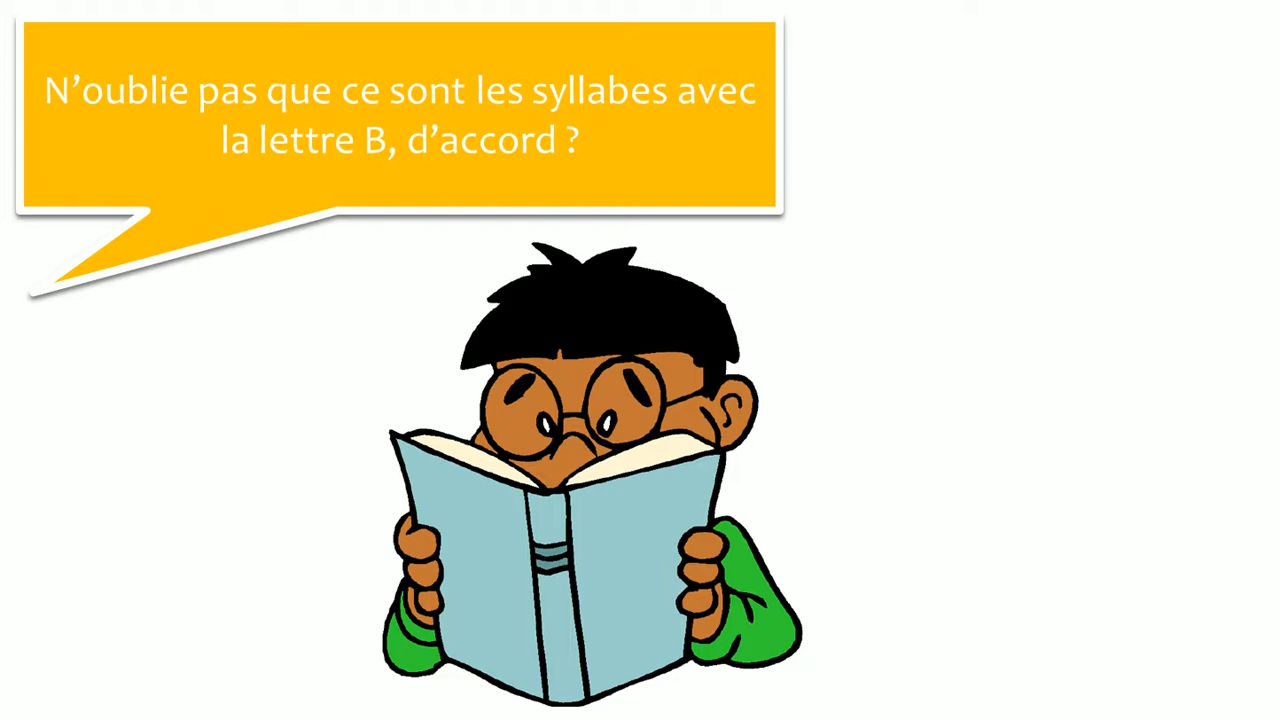 N’oublie pas que ce sont les syllabes avec
la lettre B, d’accord ?